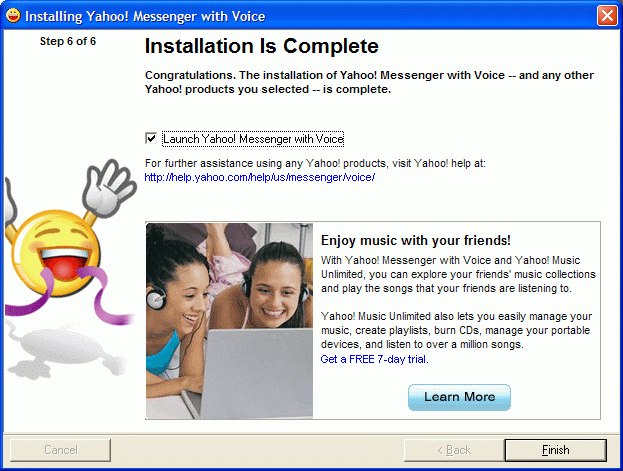 Installing Yahoo! Messenger with Voice
Step 6 of 6
Installation Is Complete
Congratulations. The installation of Yahoo! Messenger with Voice -- and any other
Yahoo! products you selected -- is complete.
Launch Yahoo! Messenger with Voice
For further assistance using any Yahoo! products, visit Yahoo! help at:
http://help.yahoo.com/help/us/messenger/voice/
Enjoy music with your friends!
With Yahoo! Messenger with Voice and Yahoo! Music
Unlimited, you can explore your friends' music collections
and play the songs that your friends are listening to.
Yahoo! Music Unlimited also lets you easily manage your
music, create playlists, burn CDs, manage your portable
devices, and listen to over a million songs.
Get a FREE 7-day trial.
Learn More
Cancel
< Back
Finish